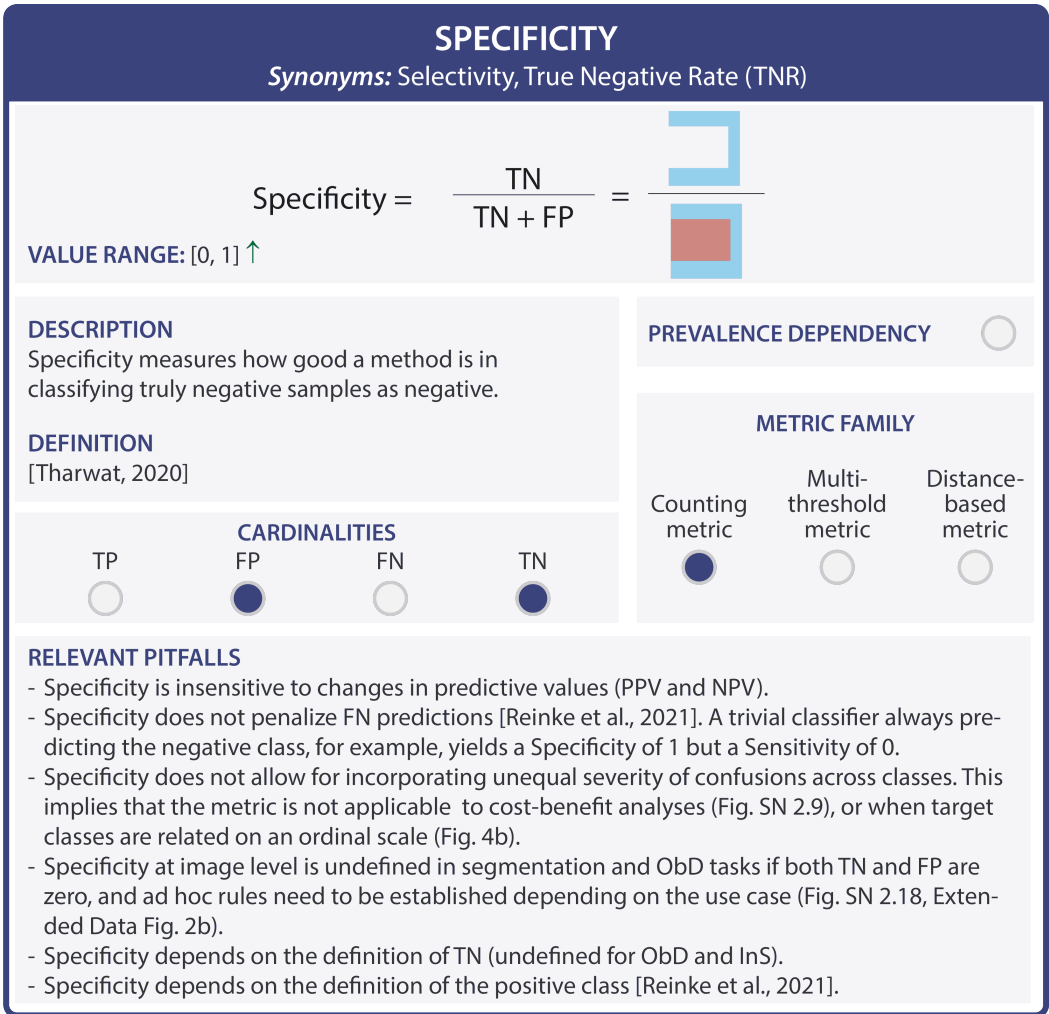 SPECIFICITY
Synonyms: Selectivity, True Negative Rate (TNR)
Specificity = TN / TN + FP =
VALUE RANGE: [0, 1] ↑
DESCRIPTION
Specificity measures how good a method is in
classifying truly negative samples as negative.
DEFINITION
[Tharwat, 2020]
PREVALENCE DEPENDENCY
CARDINALITIES
TP FP FN TN
METRIC FAMILY
Counting metric
Multi-threshold metric
Distance-based metric
RELEVANT PITFALLS
- Specificity is insensitive to changes in predictive values (PPV and NPV).
- Specificity does not penalize FN predictions [Reinke et al., 2021]. A trivial classifier always pre-
dicting the negative class, for example, yields a Specificity of 1 but a Sensitivity of 0.
- Specificity does not allow for incorporating unequal severity of confusions across classes. This
implies that the metric is not applicable to cost-benefit analyses (Fig. SN 2.9), or when target
classes are related on an ordinal scale (Fig. 4b).
- Specificity at image level is undefined in segmentation and ObD tasks if both TN and FP are
zero, and ad hoc rules need to be established depending on the use case (Fig. SN 2.18, Exten-
ded Data Fig. 2b).
- Specificity depends on the definition of TN (undefined for ObD and InS).
- Specificity depends on the definition of the positive class [Reinke et al., 2021].